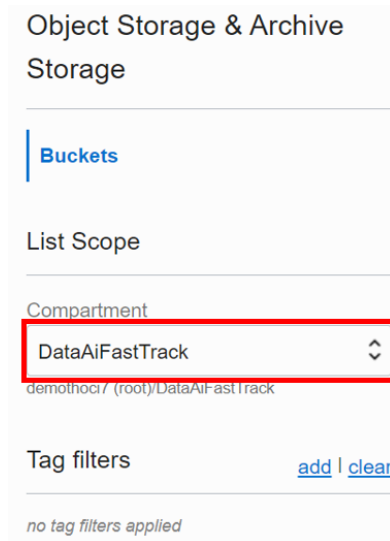 Object Storage & Archive
Storage
Buckets
List Scope
Compartment
DataAiFastTrack
demothoci7 (root)/DataAiFastTrack
Tag filters add | clear
no tag filters applied